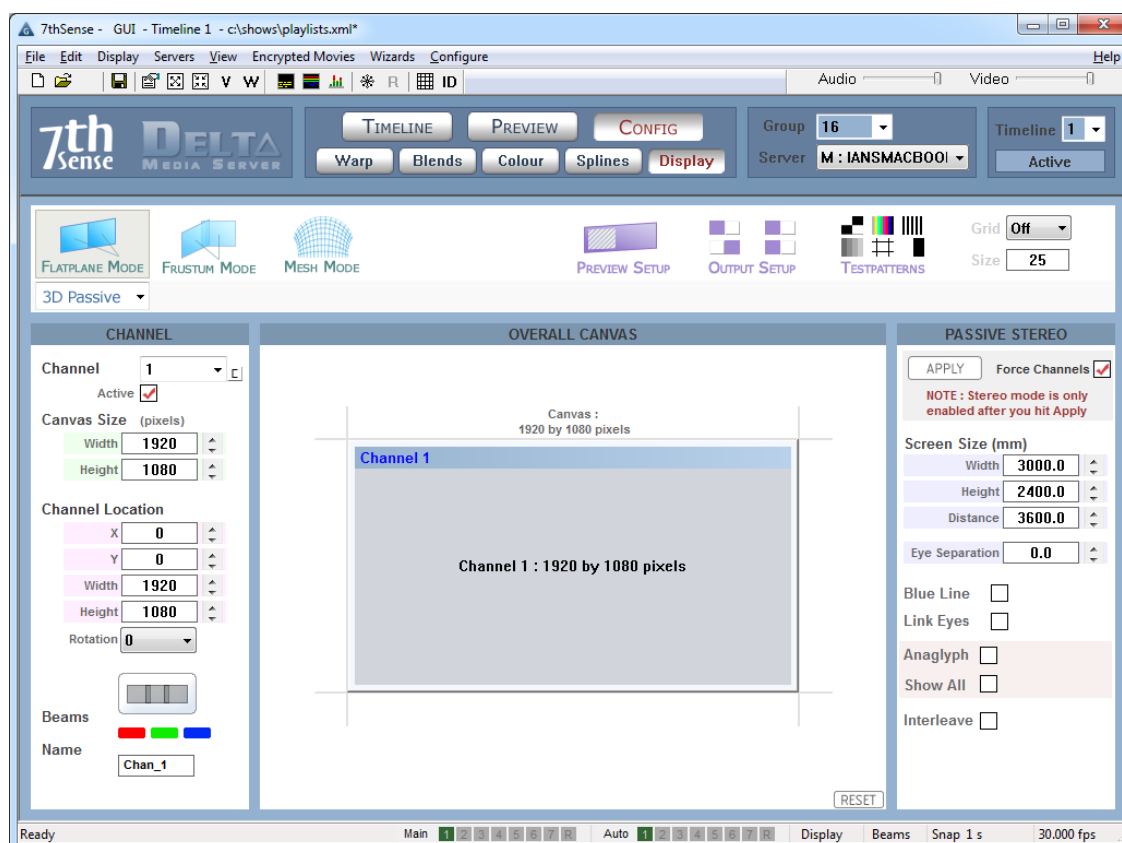 7thSense - GUI - Timeline 1 - c:\shows\playlists.xml*
File Edit Display Servers View Encrypted Movies Wizards Configure Help
V W R ID Audio Video
7th Sense DELTA MEDIA SERVER
TIMELINE PREVIEW CONFIG
Warp Blends Colour Splines Display
Group 16
Server M : IANSMACBOOI
Timeline 1
Active
FLATPLANE MODE FRUSTUM MODE MESH MODE PREVIEW SETUP OUTPUT SETUP TESTPATTERNS
Grid Off
Size 25
3D Passive
CHANNEL
Channel 1
Active
Canvas Size (pixels)
Width 1920
Height 1080
Channel Location
X 0
Y 0
Width 1920
Height 1080
Rotation 0
Beams
Name
Chan_1
OVERALL CANVAS
Canvas :
1920 by 1080 pixels
Channel 1
Channel 1 : 1920 by 1080 pixels
RESET
PASSIVE STEREO
APPLY Force Channels
NOTE : Stereo mode is only
enabled after you hit Apply
Screen Size (mm)
Width 3000.0
Height 2400.0
Distance 3600.0
Eye Separation 0.0
Blue Line
Link Eyes
Anaglyph
Show All
Interleave
Ready Main 1 2 3 4 5 6 7 R Auto 1 2 3 4 5 6 7 R Display Beams Snap 1 s 30.000 fps